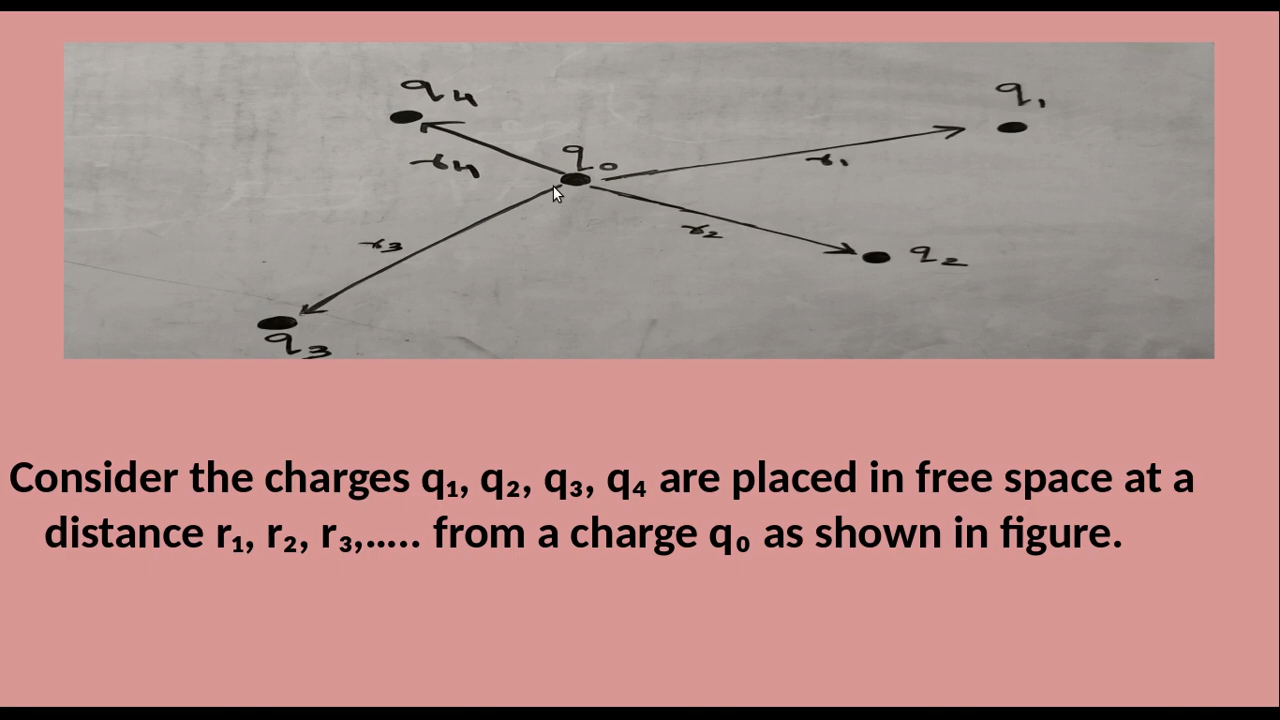 q₄
q₁
q₀
r₄
r₁
r₂
r₃
q₂
q₃
Consider the charges q₁, q₂, q₃, q₄ are placed in free space at a
distance r₁, r₂, r₃,..... from a charge q₀ as shown in figure.